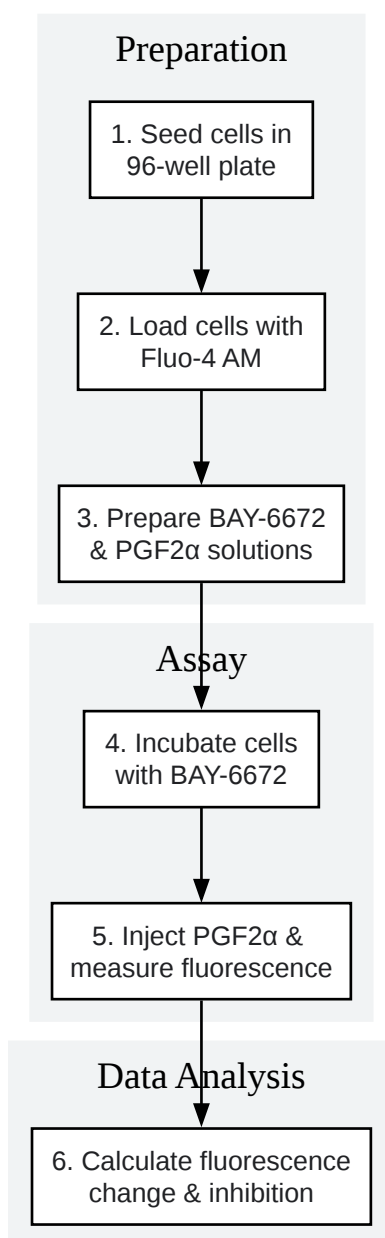 Preparation
1. Seed cells in
96-well plate
2. Load cells with
Fluo-4 AM
3. Prepare BAY-6672
& PGF2α solutions
Assay
4. Incubate cells
with BAY-6672
5. Inject PGF2α &
measure fluorescence
Data Analysis
6. Calculate fluorescence
change & inhibition